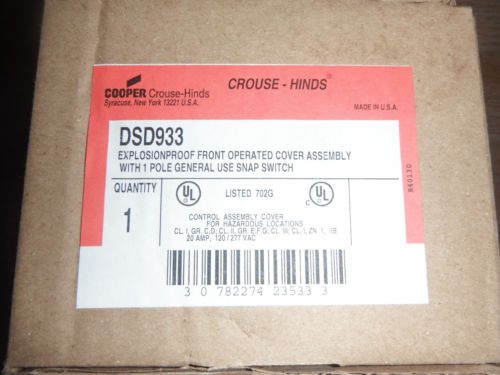 COOPER Crouse-Hinds
Syracuse, New York 13221 U.S.A.
CROUSE - HINDS®
MADE IN U.S.A.
DSD933
EXPLOSIONPROOF FRONT OPERATED COVER ASSEMBLY
WITH 1 POLE GENERAL USE SNAP SWITCH
QUANTITY
1
UL LISTED 702G C UL
CONTROL ASSEMBLY COVER
FOR HAZARDOUS LOCATIONS
CL. I, GR. C,D; CL. II, GR. E,F,G; CL. III; CL. I, ZN. 1, IIB
20 AMP, 120 / 277 VAC
R40130
3 0 782274 23533 3